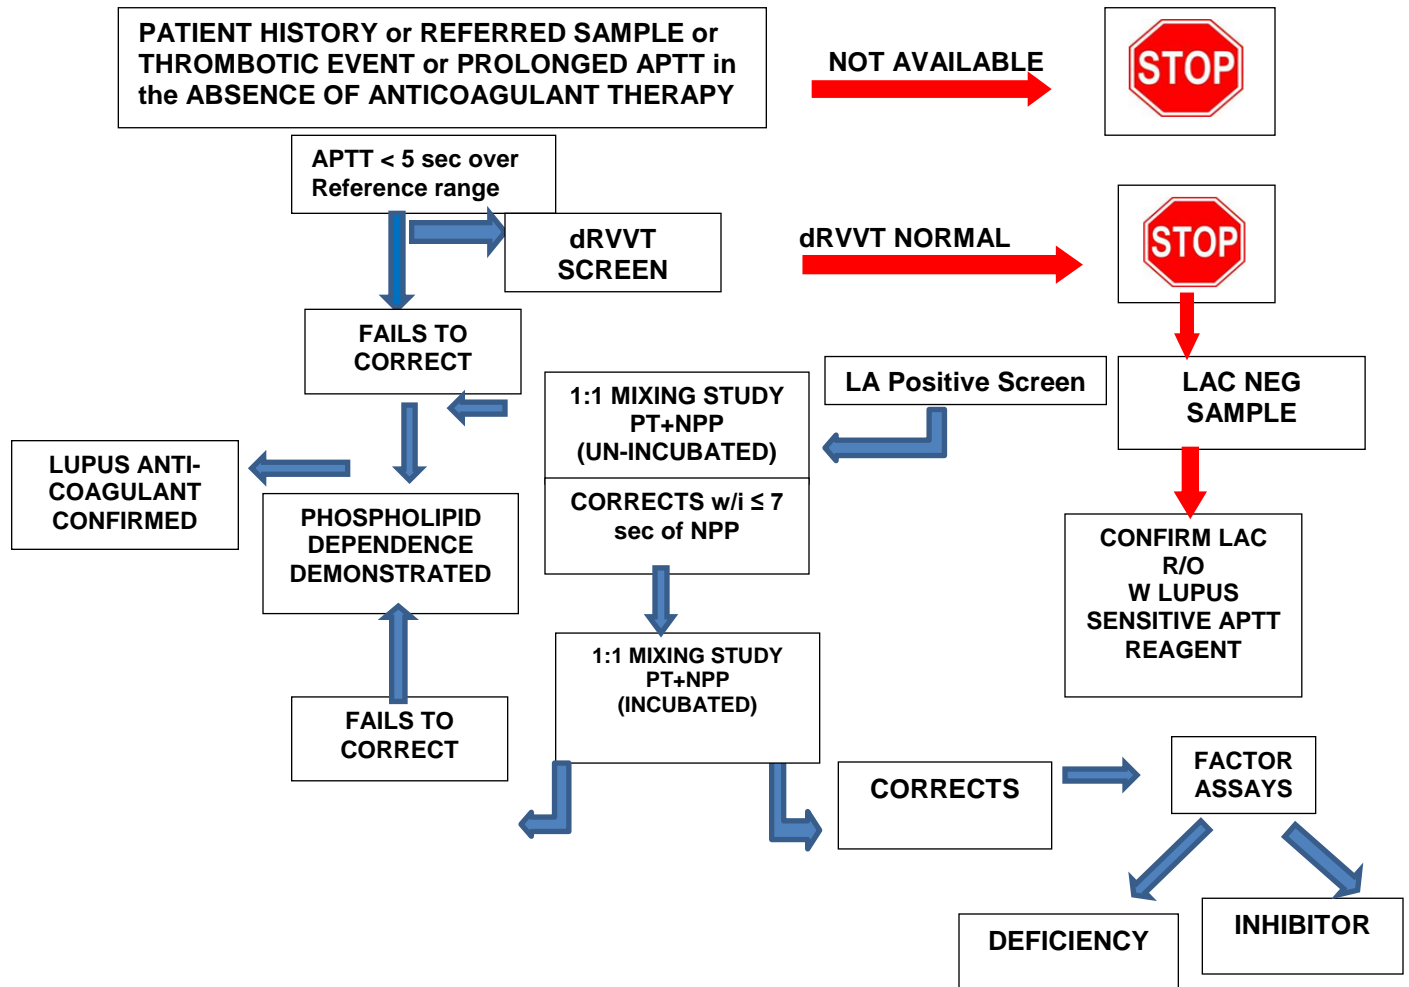 PATIENT HISTORY or REFERRED SAMPLE or
THROMBOTIC EVENT or PROLONGED APTT in
the ABSENCE OF ANTICOAGULANT THERAPY
NOT AVAILABLE
STOP
APTT < 5 sec over
Reference range
dRVVT
SCREEN
dRVVT NORMAL
STOP
FAILS TO
CORRECT
1:1 MIXING STUDY
PT+NPP
(UN-INCUBATED)
LA Positive Screen
LAC NEG
SAMPLE
LUPUS ANTI-
COAGULANT
CONFIRMED
PHOSPHOLIPID
DEPENDENCE
DEMONSTRATED
CORRECTS w/i ≤ 7
sec of NPP
CONFIRM LAC
R/O
W LUPUS
SENSITIVE APTT
REAGENT
1:1 MIXING STUDY
PT+NPP
(INCUBATED)
FAILS TO
CORRECT
CORRECTS
FACTOR
ASSAYS
DEFICIENCY
INHIBITOR